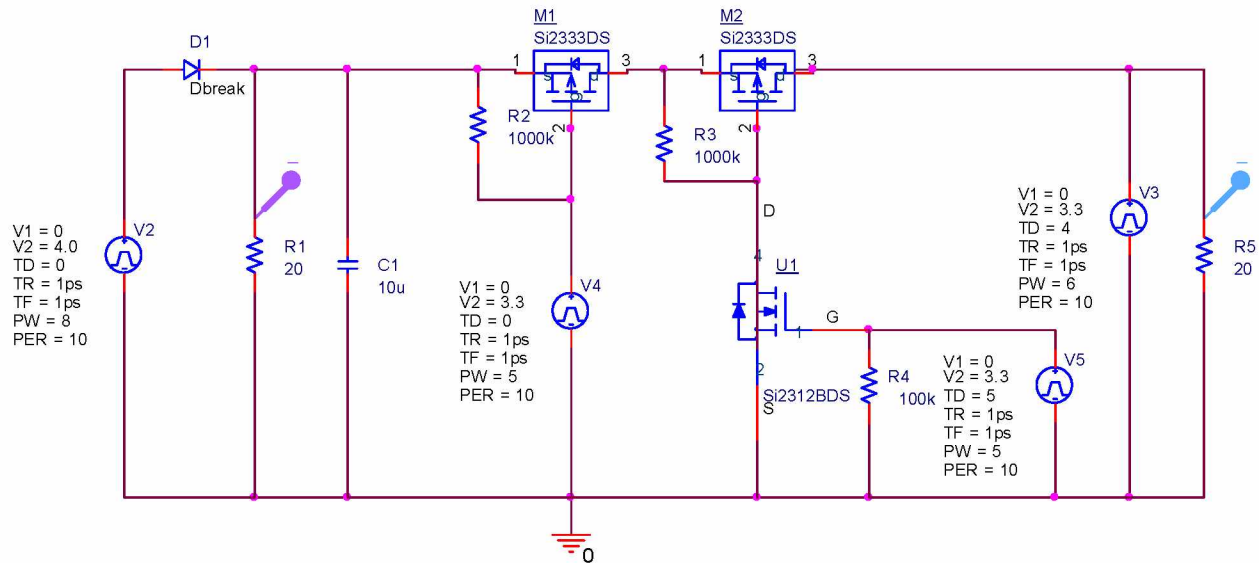 M1
Si2333DS
M2
Si2333DS
D1
Dbreak
1
s
d
g
3
2
1
s
d
g
3
2
R2
1000k
R3
1000k
V1 = 0
V2 = 4.0
TD = 0
TR = 1ps
TF = 1ps
PW = 8
PER = 10
V2
R1
20
C1
10u
V1 = 0
V2 = 3.3
TD = 0
TR = 1ps
TF = 1ps
PW = 5
PER = 10
V4
D
4
U1
G
1
2
Si2312BDS
S
R4
100k
V1 = 0
V2 = 3.3
TD = 5
TR = 1ps
TF = 1ps
PW = 5
PER = 10
V5
V1 = 0
V2 = 3.3
TD = 4
TR = 1ps
TF = 1ps
PW = 6
PER = 10
V3
R5
20
0